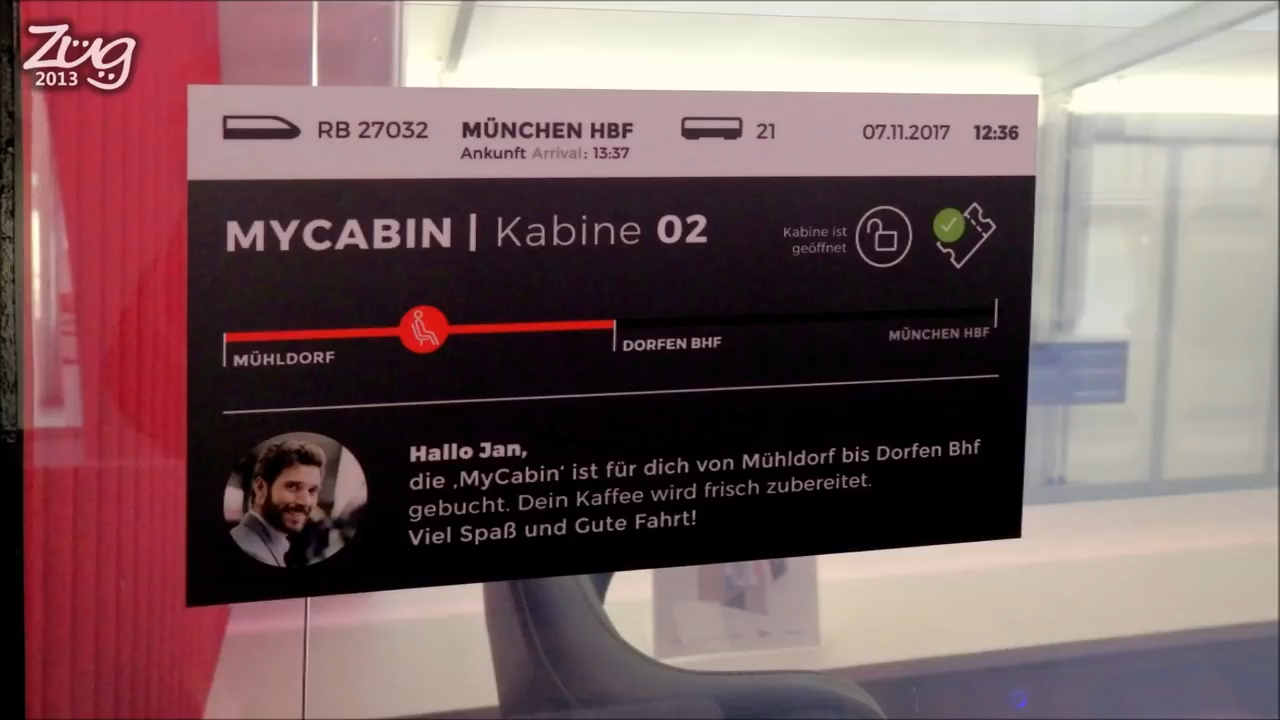 Züg
2013
RB 27032
MÜNCHEN HBF
21
07.11.2017 12:36
Ankunft Arrival: 13:37
MYCABIN | Kabine 02
Kabine ist
geöffnet
MÜHLDORF
DORFEN BHF
MÜNCHEN HBF
Hallo Jan,
die ‚MyCabin‘ ist für dich von Mühldorf bis Dorfen Bhf
gebucht. Dein Kaffee wird frisch zubereitet.
Viel Spaß und Gute Fahrt!